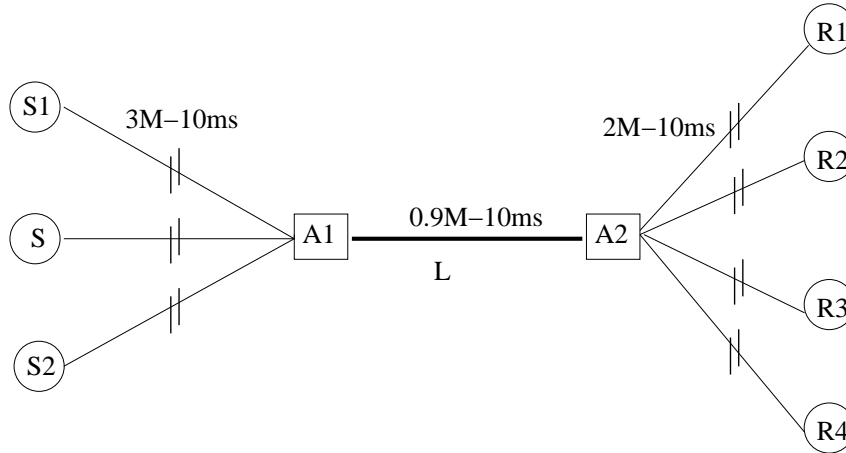 R1
S1
3M–10ms
2M–10ms
R2
0.9M–10ms
S
A1
A2
L
R3
S2
R4